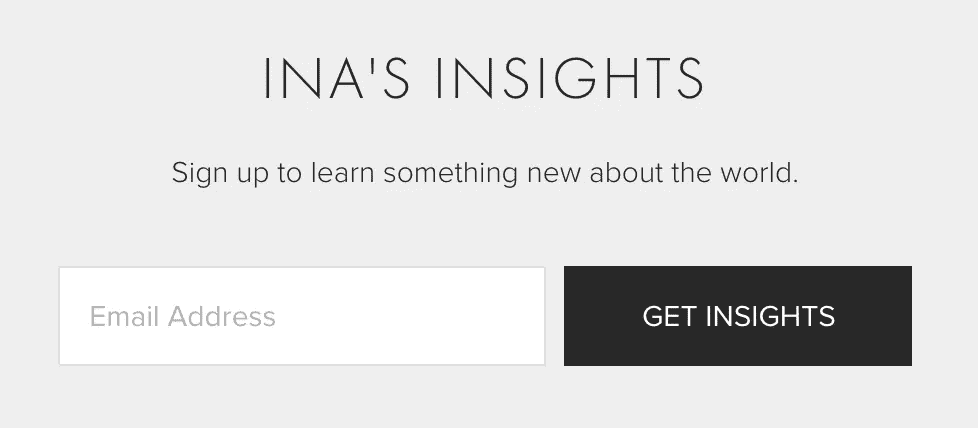 INA'S INSIGHTS
Sign up to learn something new about the world.
Email Address
GET INSIGHTS